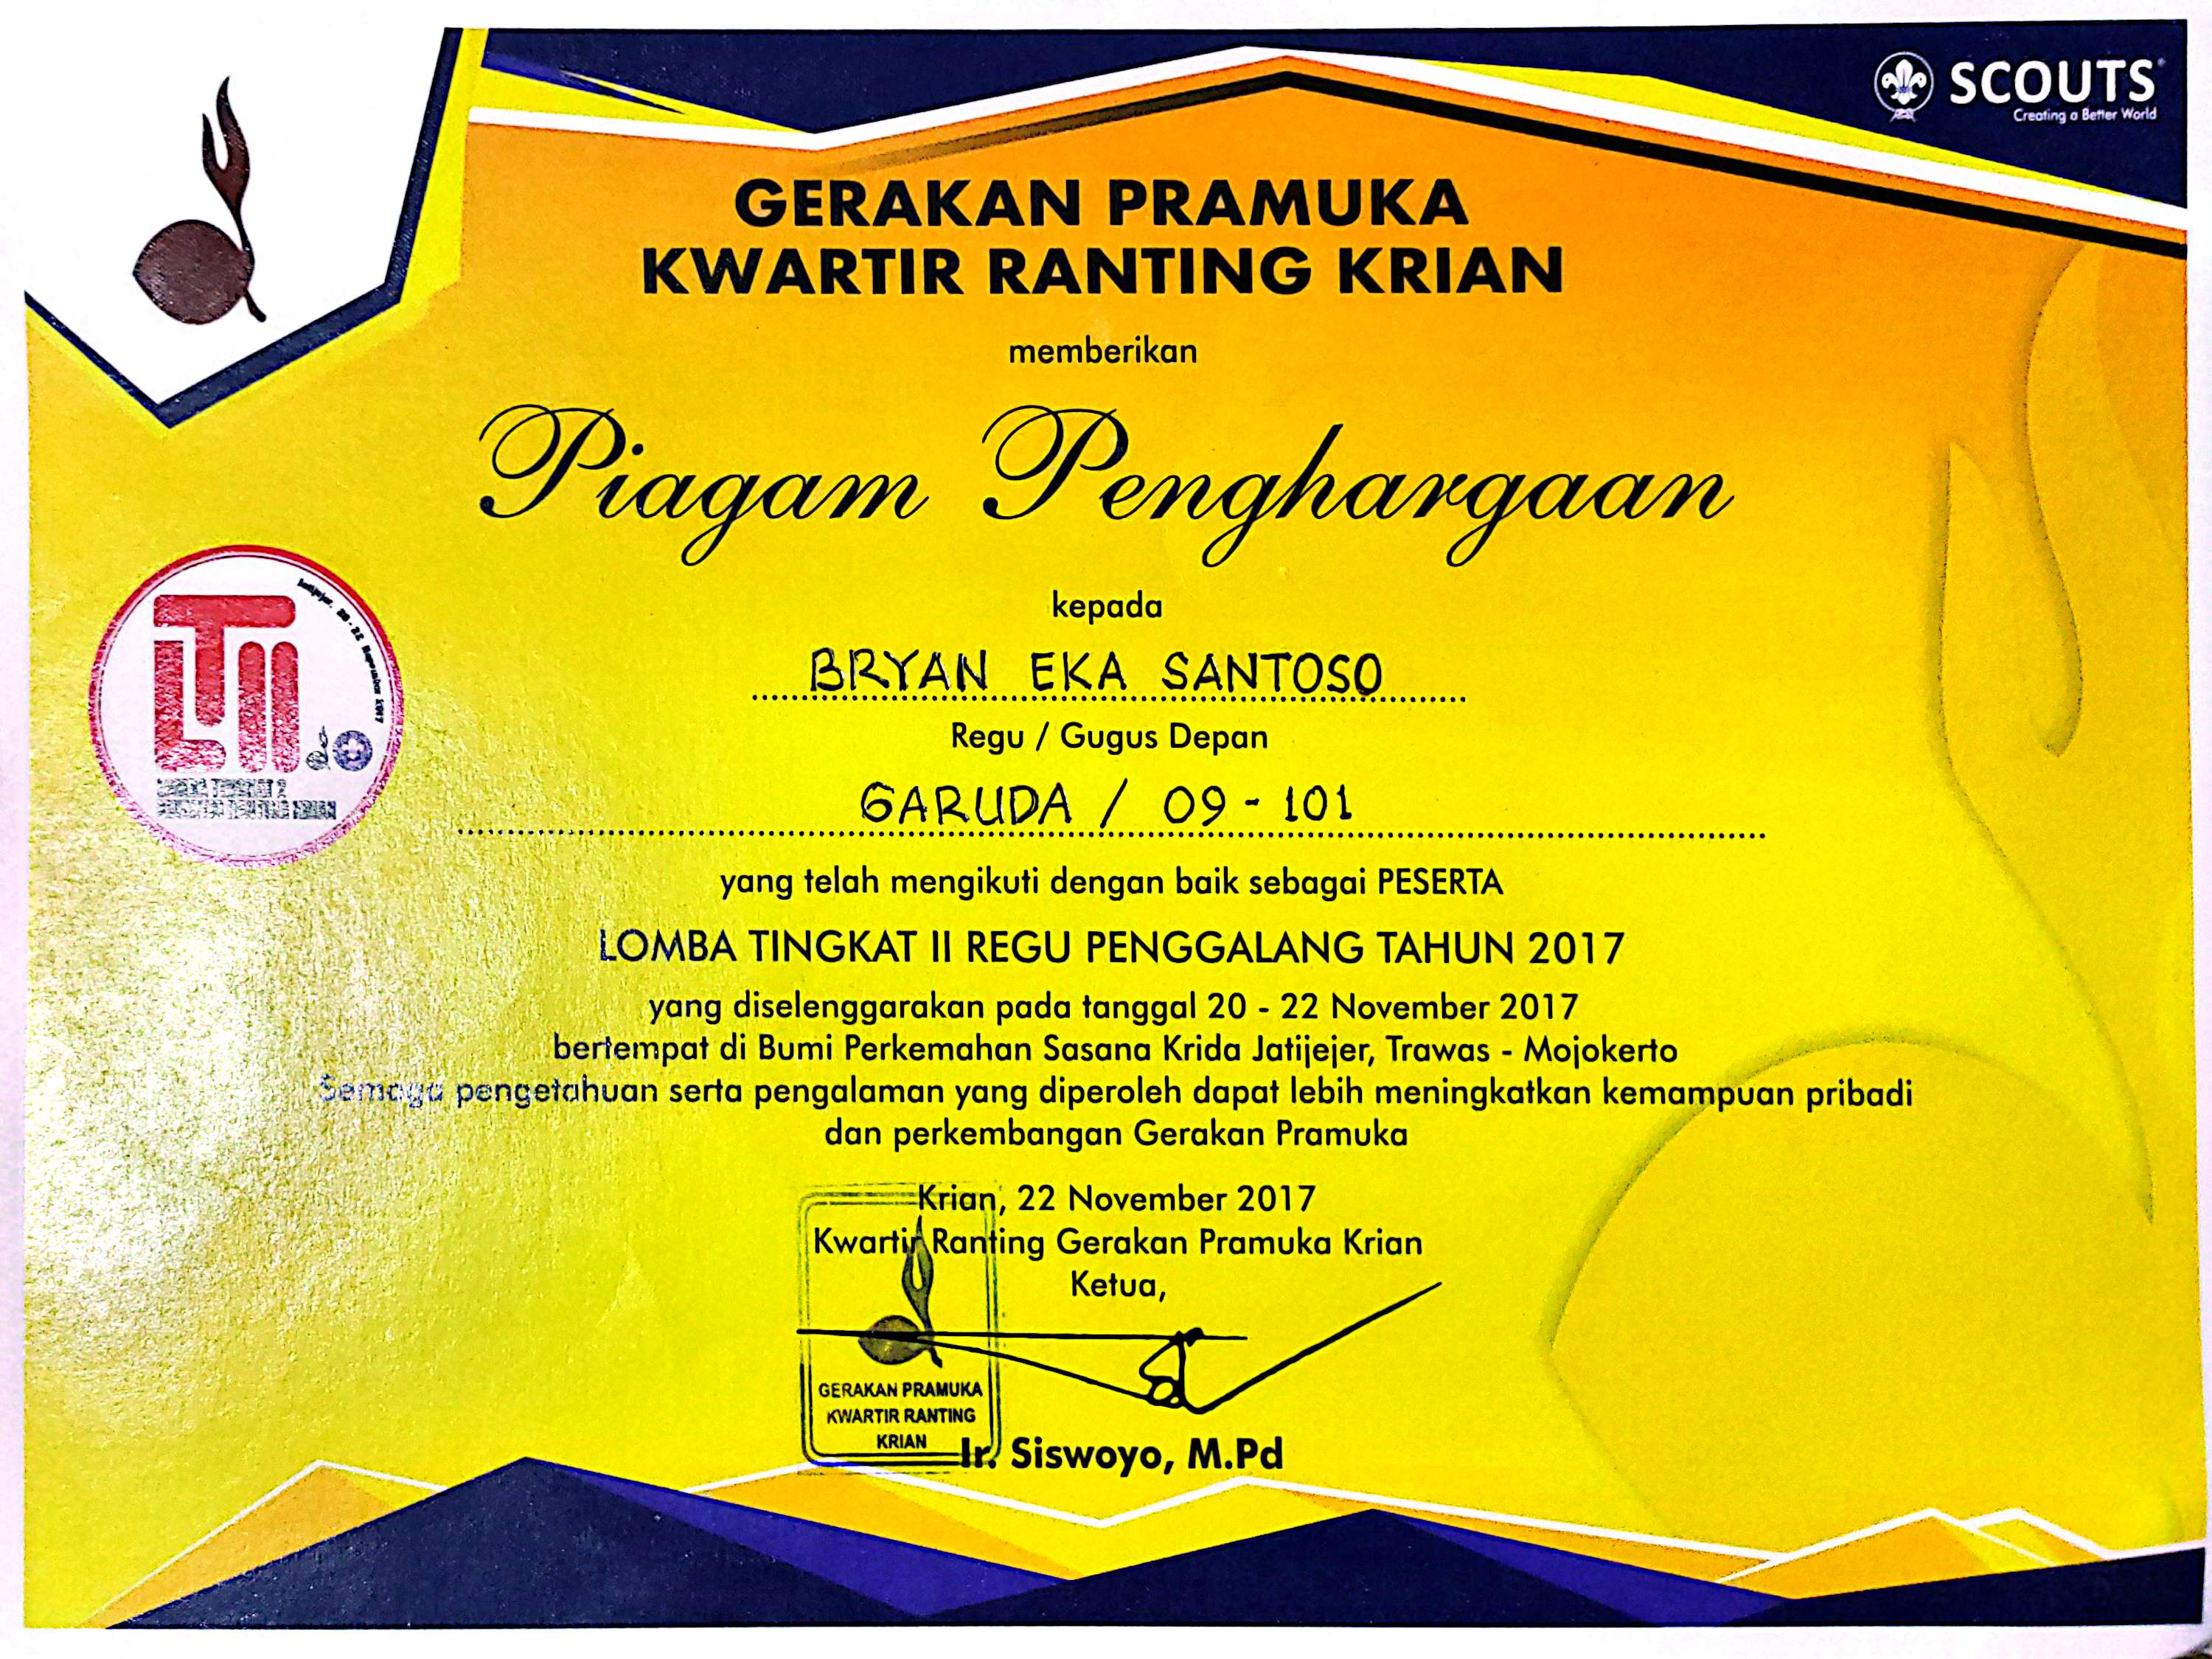 SCOUTS
Creating a Better World
GERAKAN PRAMUKA
KWARTIR RANTING KRIAN
memberikan
Piagam Penghargaan
kepada
BRYAN EKA SANTOSO
Regu / Gugus Depan
GARUDA / 09 - 101
Jatijejer, 20 - 22 November 2017
LT II
LOMBA TINGKAT 2
KWARTIR RANTING KRIAN
yang telah mengikuti dengan baik sebagai PESERTA
LOMBA TINGKAT II REGU PENGGALANG TAHUN 2017
yang diselenggarakan pada tanggal 20 - 22 November 2017
bertempat di Bumi Perkemahan Sasana Krida Jatijejer, Trawas - Mojokerto
Semoga pengetahuan serta pengalaman yang diperoleh dapat lebih meningkatkan kemampuan pribadi
dan perkembangan Gerakan Pramuka
Krian, 22 November 2017
Kwartir Ranting Gerakan Pramuka Krian
Ketua,
GERAKAN PRAMUKA
KWARTIR RANTING
KRIAN
Ir. Siswoyo, M.Pd